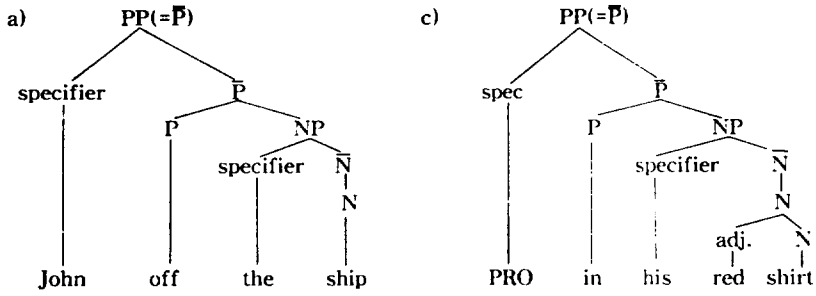 a) PP(=P̿) c) PP(=P̿)
specifier P̄ spec P̄
P NP P NP
specifier N̄ specifier N̄
N N
adj. N
John off the ship PRO in his red shirt